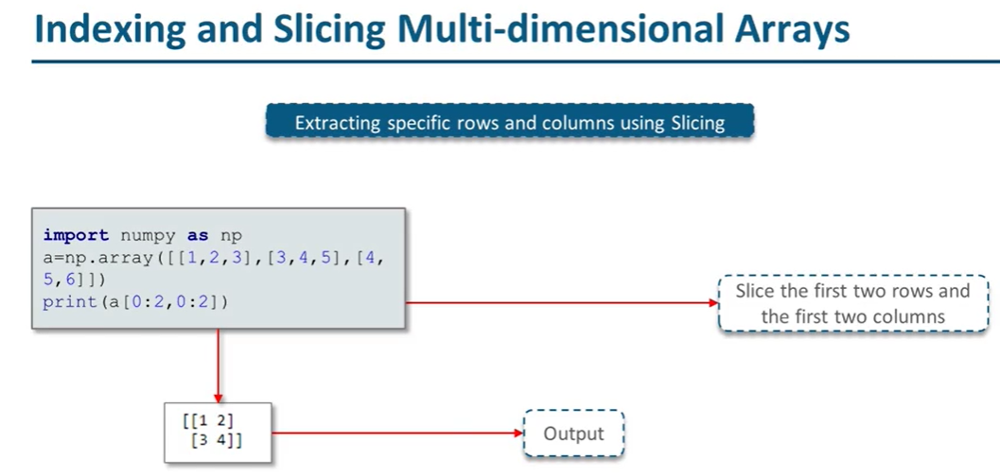 Indexing and Slicing Multi-dimensional Arrays
Extracting specific rows and columns using Slicing
import numpy as np
a=np.array([[1,2,3],[3,4,5],[4,
5,6]])
print(a[0:2,0:2])
Slice the first two rows and
the first two columns
[[1 2]
[3 4]]
Output